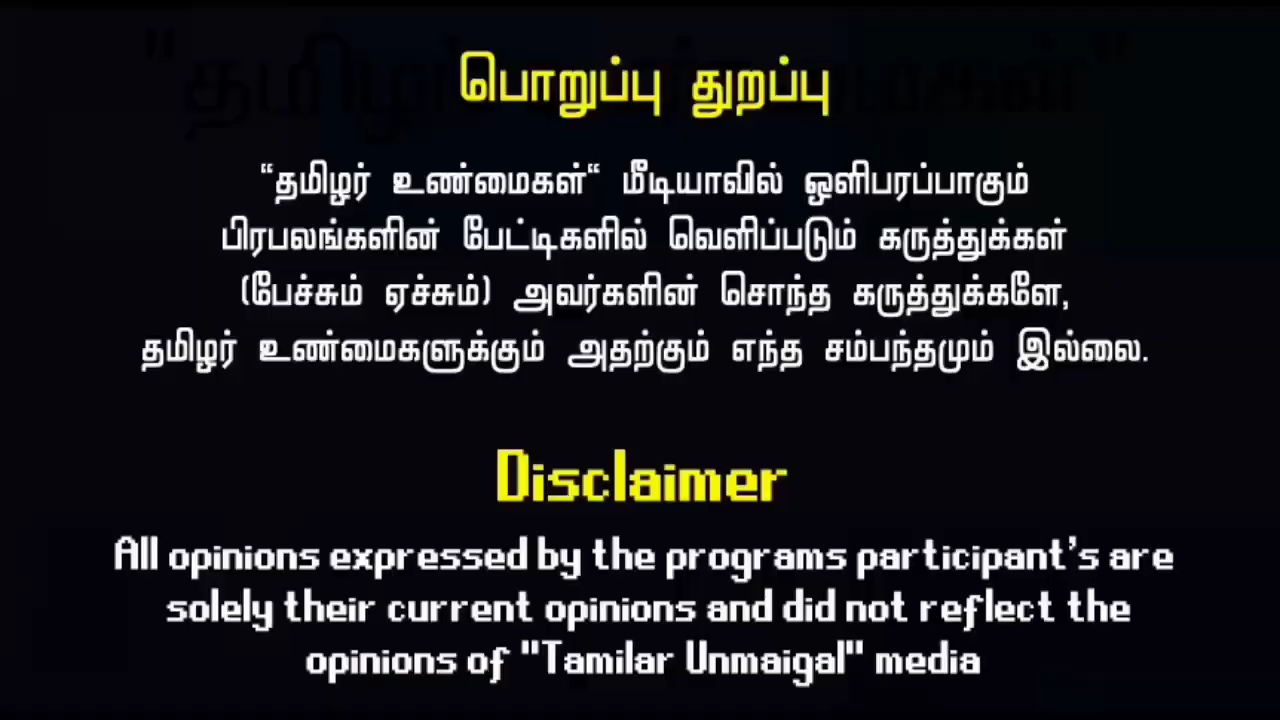 பொறுப்பு துறப்பு
“தமிழர் உண்மைகள்“ மீடியாவில் ஒளிபரப்பாகும்
பிரபலங்களின் பேட்டிகளில் வெளிப்படும் கருத்துக்கள்
(பேச்சும் ஏச்சும்) அவர்களின் சொந்த கருத்துக்களே,
தமிழர் உண்மைகளுக்கும் அதற்கும் எந்த சம்பந்தமும் இல்லை.
Disclaimer
All opinions expressed by the programs participant’s are
solely their current opinions and did not reflect the
opinions of "Tamilar Unmaigal" media